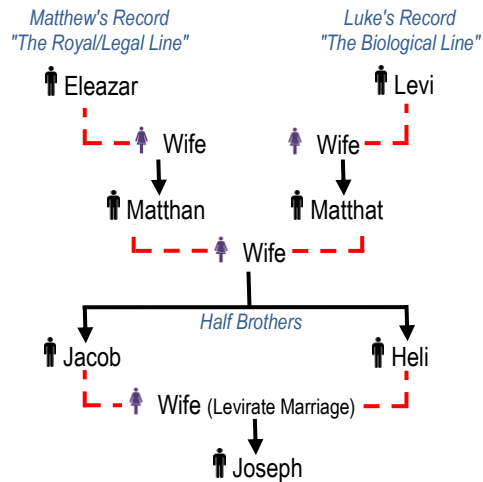 Matthew's Record
"The Royal/Legal Line"
Luke's Record
"The Biological Line"
Eleazar
Levi
Wife
Wife
Matthan
Matthat
Wife
Half Brothers
Jacob
Heli
Wife (Levirate Marriage)
Joseph